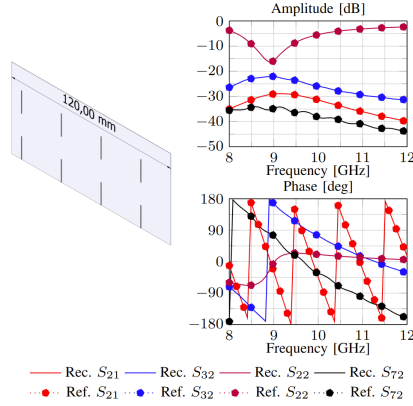 Amplitude [dB]
0
−10
−20
−30
−40
−50
8 9 10 11 12
Frequency [GHz]
120,00 mm
Phase [deg]
180
90
0
−90
−180
8 9 10 11 12
Frequency [GHz]
Rec. S21 Rec. S32 Rec. S22 Rec. S72
Ref. S21 Ref. S32 Ref. S22 Ref. S72